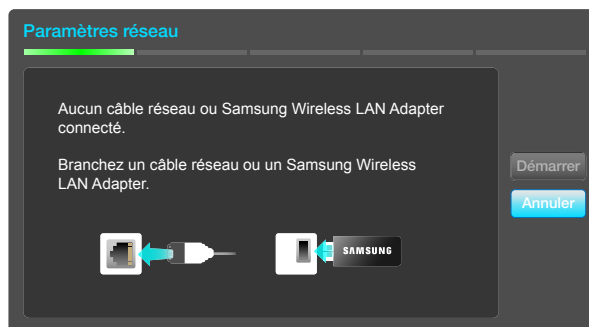 Paramètres réseau
Aucun câble réseau ou Samsung Wireless LAN Adapter
connecté.
Branchez un câble réseau ou un Samsung Wireless
LAN Adapter.
Démarrer
Annuler
SAMSUNG